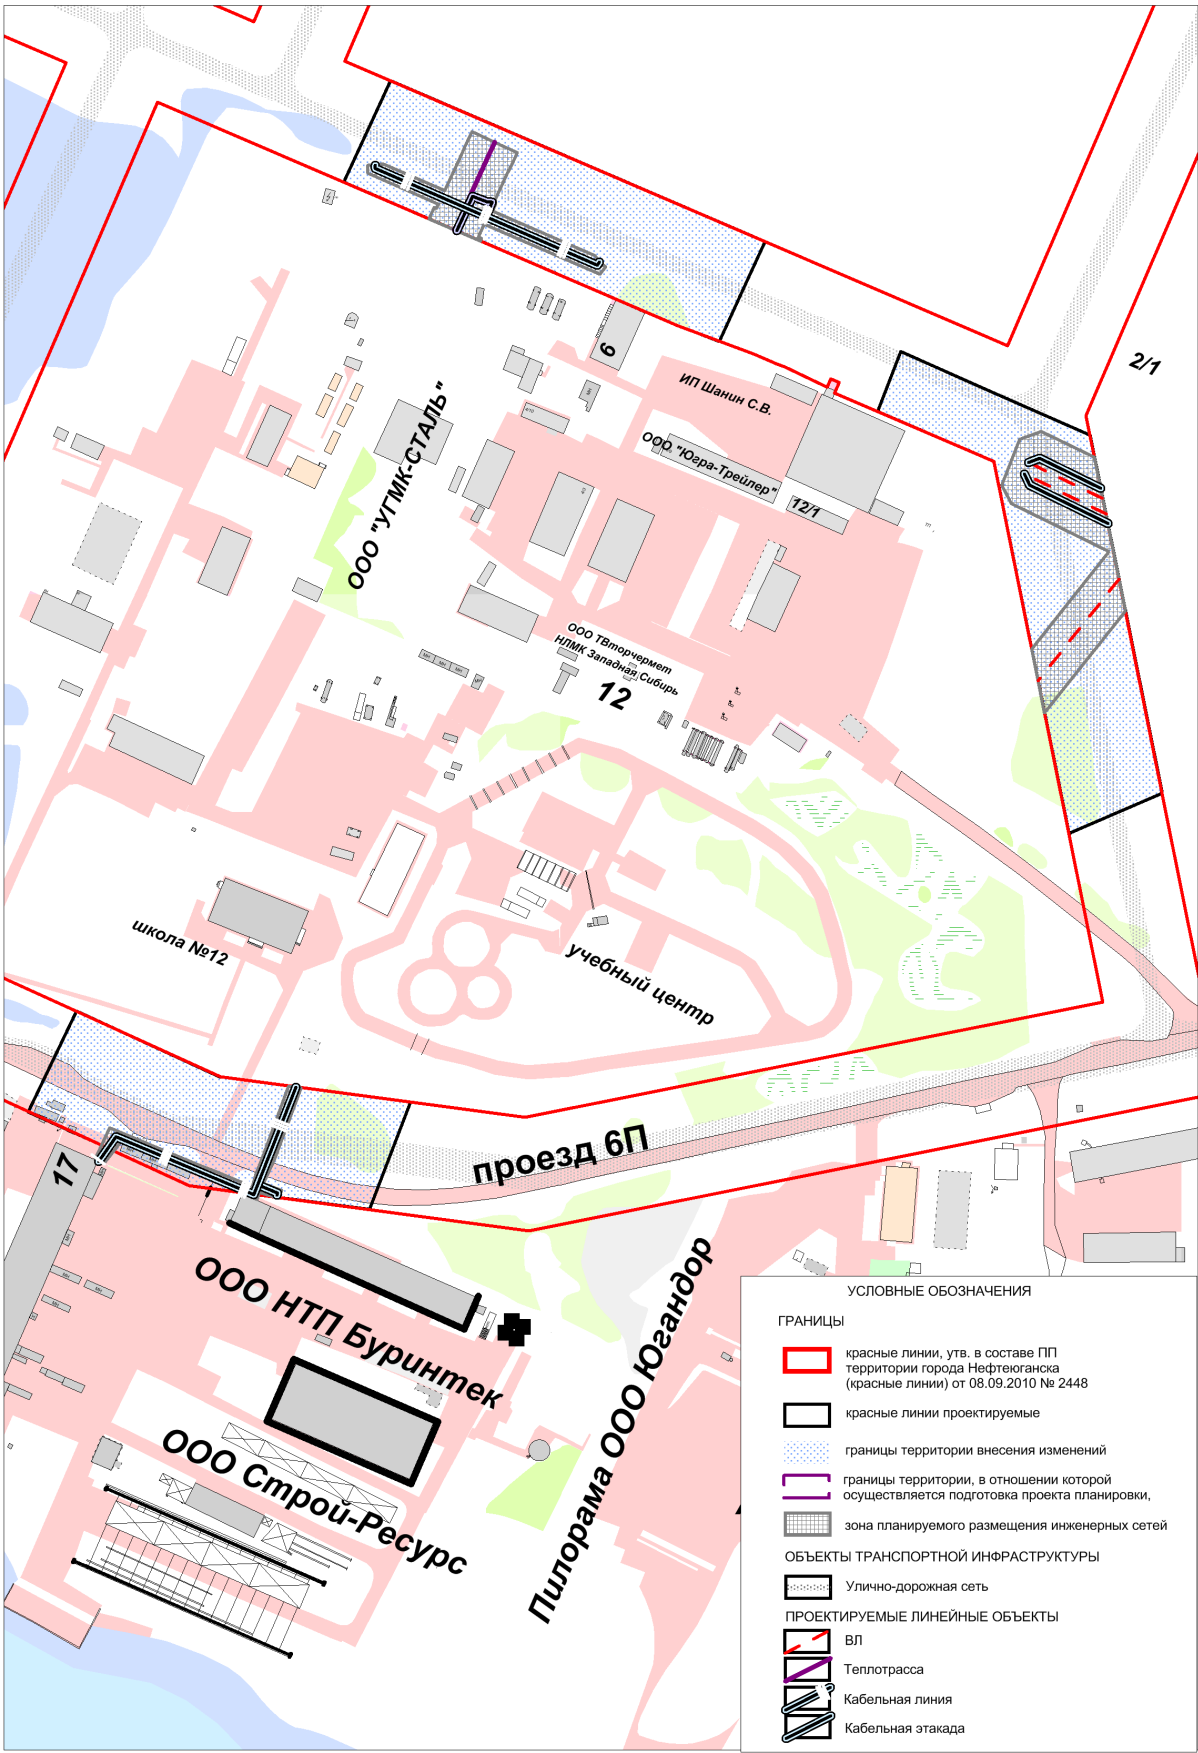 2/1
6
ИП Шанин С.В.
ООО "УГМК-СТАЛЬ"
ООО "Югра-Трейлер"
12/1
ООО ТВторчермет
НЛМК Западная Сибирь
12
школа №12
учебный центр
проезд 6П
17
ООО НТП Буринтек
ООО Строй-Ресурс
Пилорама ООО Югандор
УСЛОВНЫЕ ОБОЗНАЧЕНИЯ
ГРАНИЦЫ
красные линии, утв. в составе ПП
территории города Нефтеюганска
(красные линии) от 08.09.2010 № 2448
красные линии проектируемые
границы территории внесения изменений
границы территории, в отношении которой
осуществляется подготовка проекта планировки,
зона планируемого размещения инженерных сетей
ОБЪЕКТЫ ТРАНСПОРТНОЙ ИНФРАСТРУКТУРЫ
Улично-дорожная сеть
ПРОЕКТИРУЕМЫЕ ЛИНЕЙНЫЕ ОБЪЕКТЫ
ВЛ
Теплотрасса
Кабельная линия
Кабельная этакада